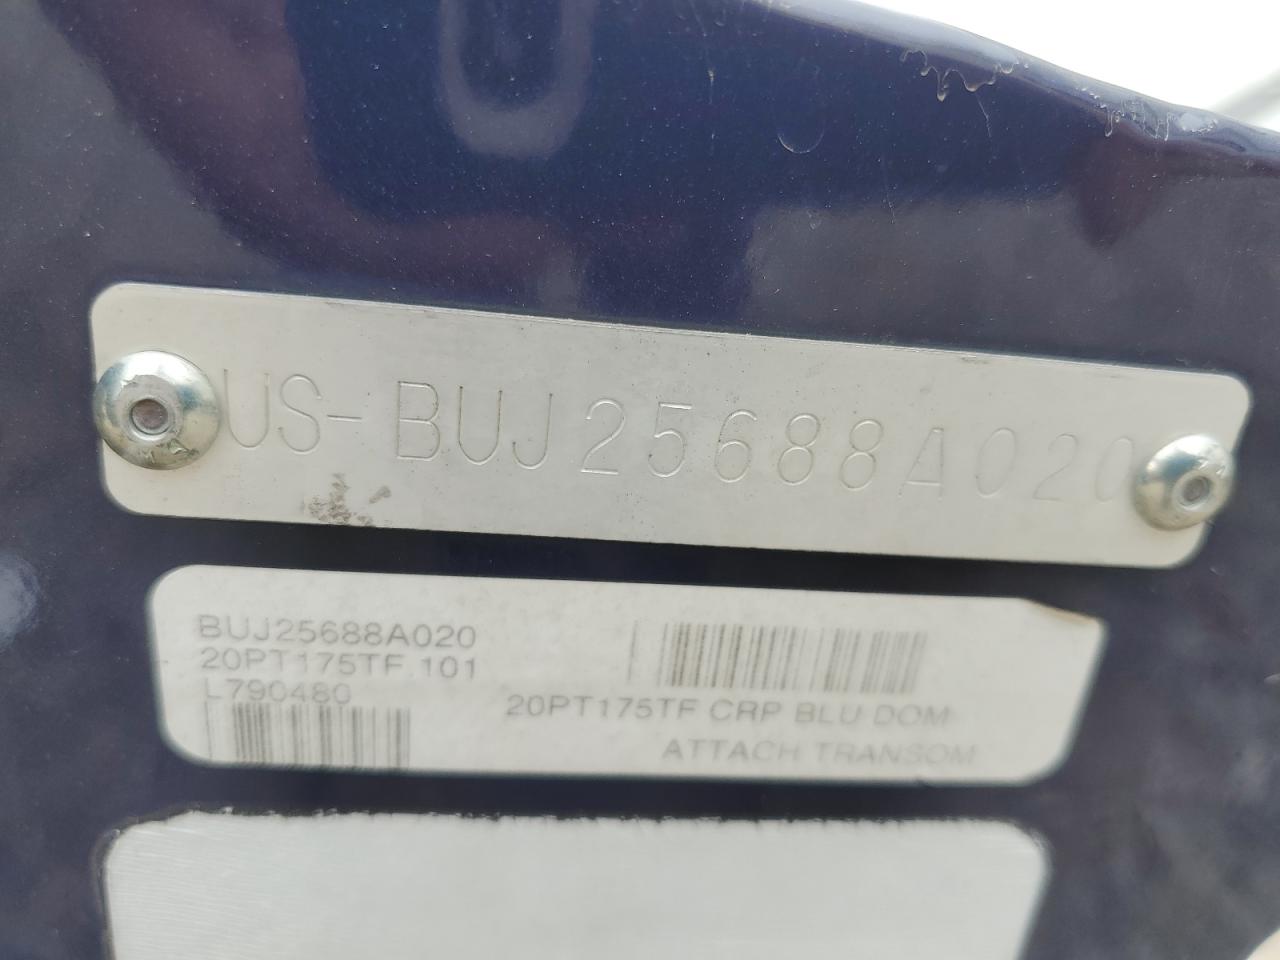 US-BUJ25688A020
BUJ25688A020
20PT175TF.101
L790480
20PT175TF CRP BLU DOM
ATTACH TRANSOM